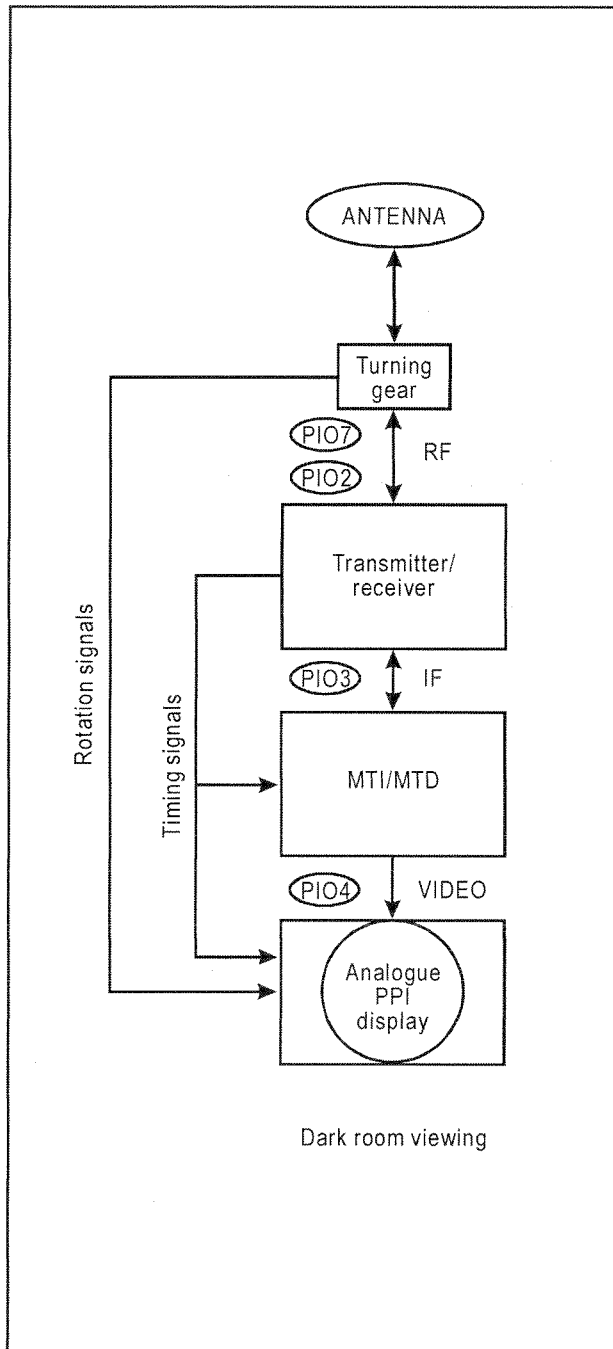 ANTENNA
Turning
gear
PIO7
RF
PIO2
Transmitter/
receiver
Rotation signals
Timing signals
PIO3
IF
MTI/MTD
PIO4
VIDEO
Analogue
PPI
display
Dark room viewing